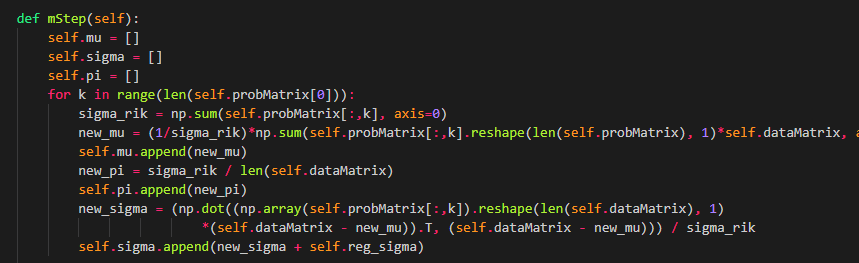 def mStep(self):
    self.mu = []
    self.sigma = []
    self.pi = []
    for k in range(len(self.probMatrix[0])):
        sigma_rik = np.sum(self.probMatrix[:,k], axis=0)
        new_mu = (1/sigma_rik)*np.sum(self.probMatrix[:,k].reshape(len(self.probMatrix), 1)*self.dataMatrix,
        self.mu.append(new_mu)
        new_pi = sigma_rik / len(self.dataMatrix)
        self.pi.append(new_pi)
        new_sigma = (np.dot((np.array(self.probMatrix[:,k]).reshape(len(self.dataMatrix), 1)
                        *(self.dataMatrix - new_mu)).T, (self.dataMatrix - new_mu))) / sigma_rik
        self.sigma.append(new_sigma + self.reg_sigma)